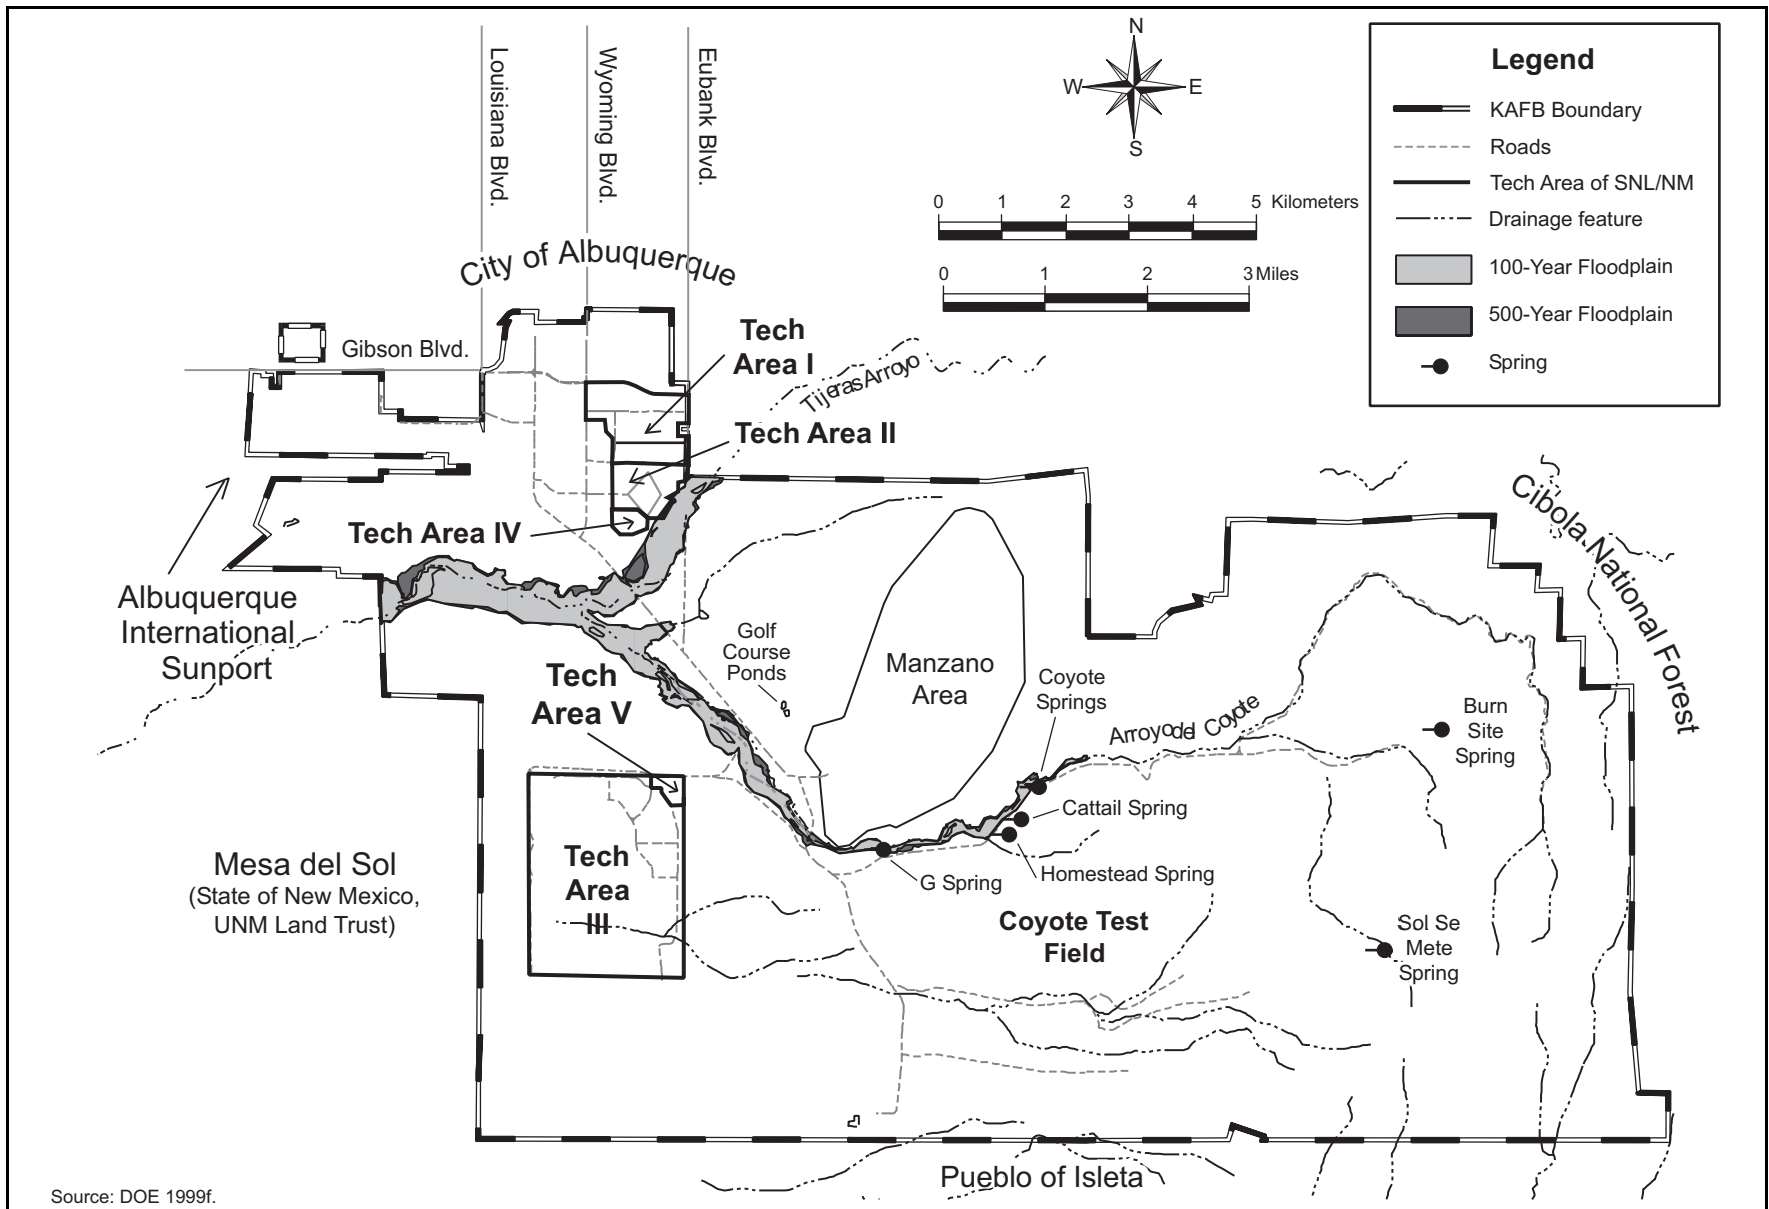 Louisiana Blvd.
Wyoming Blvd.
Eubank Blvd.
N
W
E
S
Legend
KAFB Boundary
Roads
Tech Area of SNL/NM
Drainage feature
100-Year Floodplain
500-Year Floodplain
Spring
0 1 2 3 4 5 Kilometers
0 1 2 3 Miles
City of Albuquerque
Gibson Blvd.
Tech
Area I
Tijeras Arroyo
Tech Area II
Tech Area IV
Cibola National Forest
Albuquerque
International
Sunport
Golf
Course
Ponds
Manzano
Area
Coyote
Springs
Tech
Area V
Arroyo del Coyote
Burn
Site
Spring
Cattail Spring
Mesa del Sol
(State of New Mexico,
UNM Land Trust)
Tech
Area
III
G Spring
Homestead Spring
Coyote Test
Field
Sol Se
Mete
Spring
Pueblo of Isleta
Source: DOE 1999f.